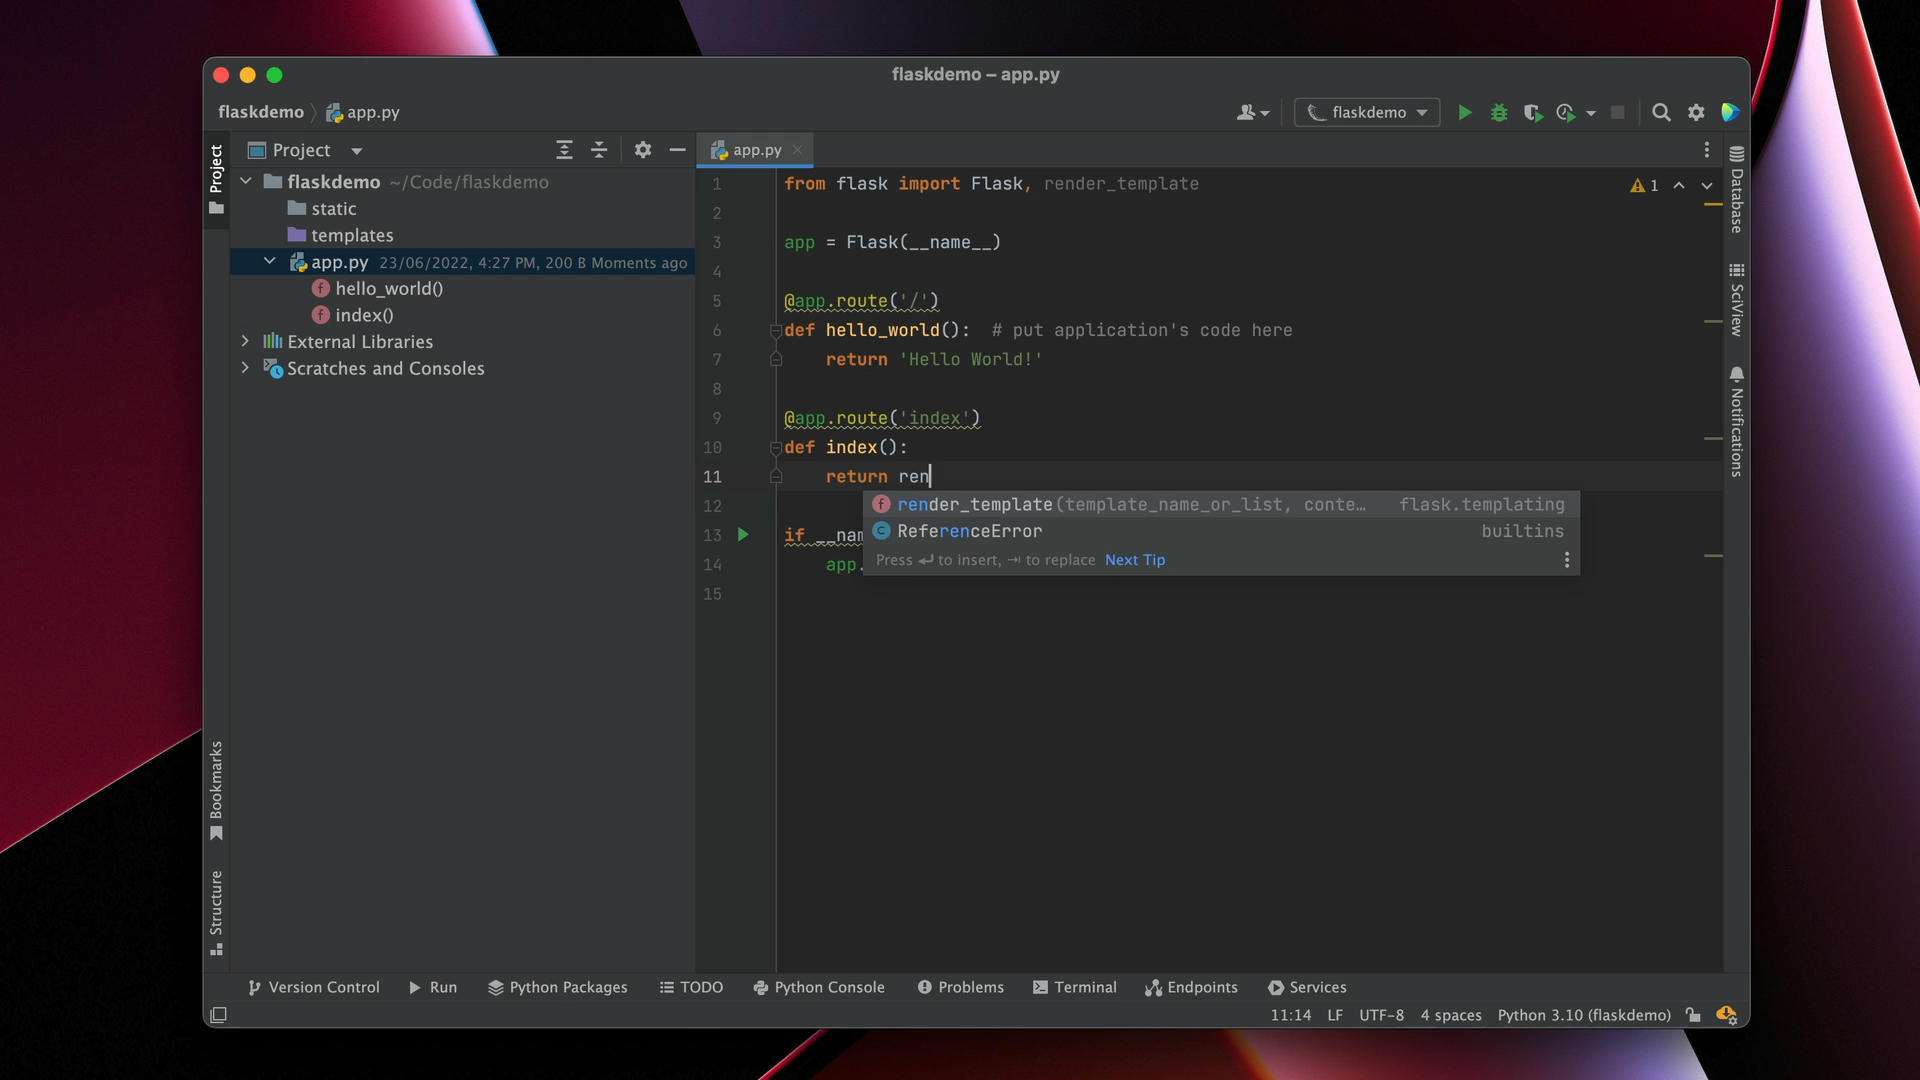 flaskdemo – app.py
flaskdemo
app.py
flaskdemo
Project
Project
app.py
flaskdemo ~/Code/flaskdemo
static
templates
app.py 23/06/2022, 4:27 PM, 200 B Moments ago
hello_world()
index()
External Libraries
Scratches and Consoles
1 from flask import Flask, render_template
1
2
3 app = Flask(__name__)
4
5 @app.route('/')
6 def hello_world():  # put application's code here
7 return 'Hello World!'
8
9 @app.route('index')
10 def index():
11 return ren
12
render_template(template_name_or_list, conte… flask.templating
ReferenceError builtins
Press ↵ to insert, ⇥ to replace Next Tip
13 if __nam
14 app.
15
Database
SciView
Notifications
Bookmarks
Structure
Version Control
Run
Python Packages
TODO
Python Console
Problems
Terminal
Endpoints
Services
11:14 LF UTF-8 4 spaces Python 3.10 (flaskdemo)